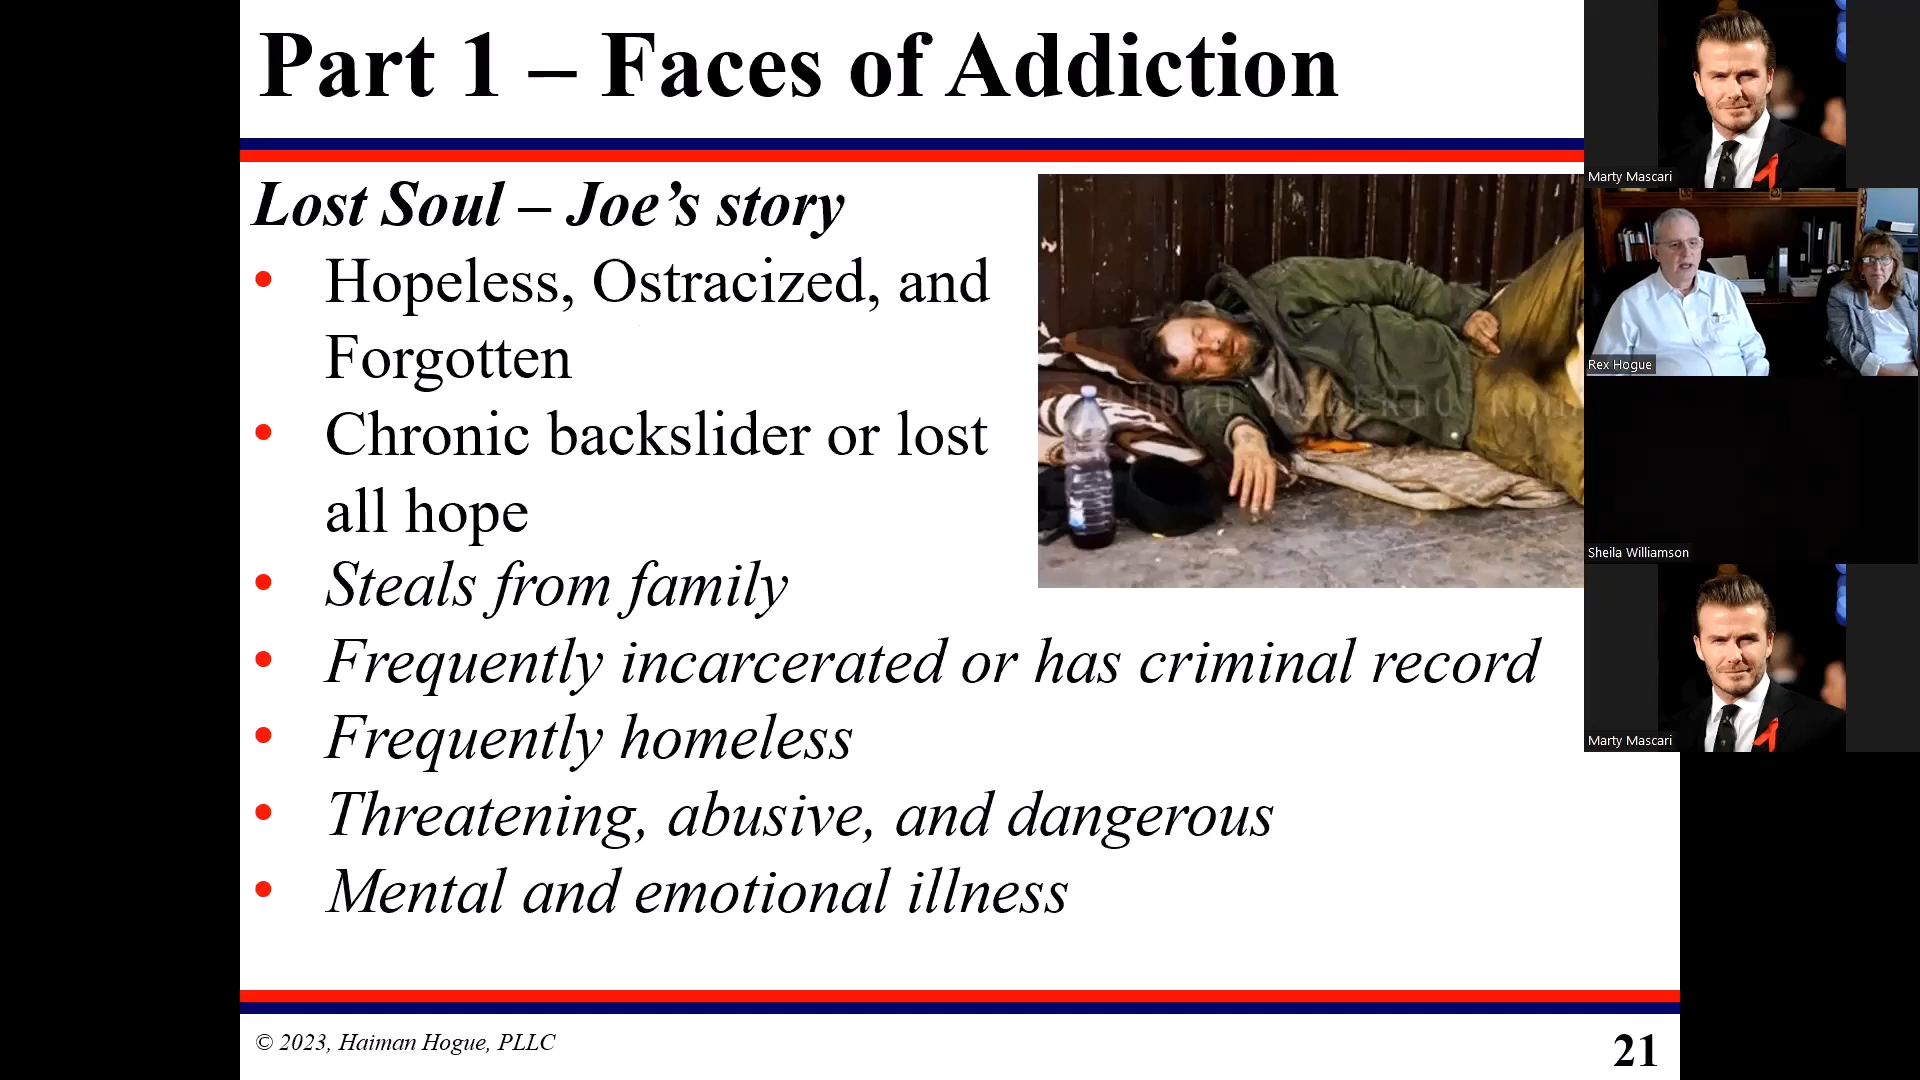 Part 1 – Faces of Addiction
Lost Soul – Joe’s story
• Hopeless, Ostracized, and
Forgotten
• Chronic backslider or lost
all hope
• Steals from family
• Frequently incarcerated or has criminal record
• Frequently homeless
• Threatening, abusive, and dangerous
• Mental and emotional illness
© 2023, Haiman Hogue, PLLC
21
Marty Mascari
Rex Hogue
Sheila Williamson
Marty Mascari